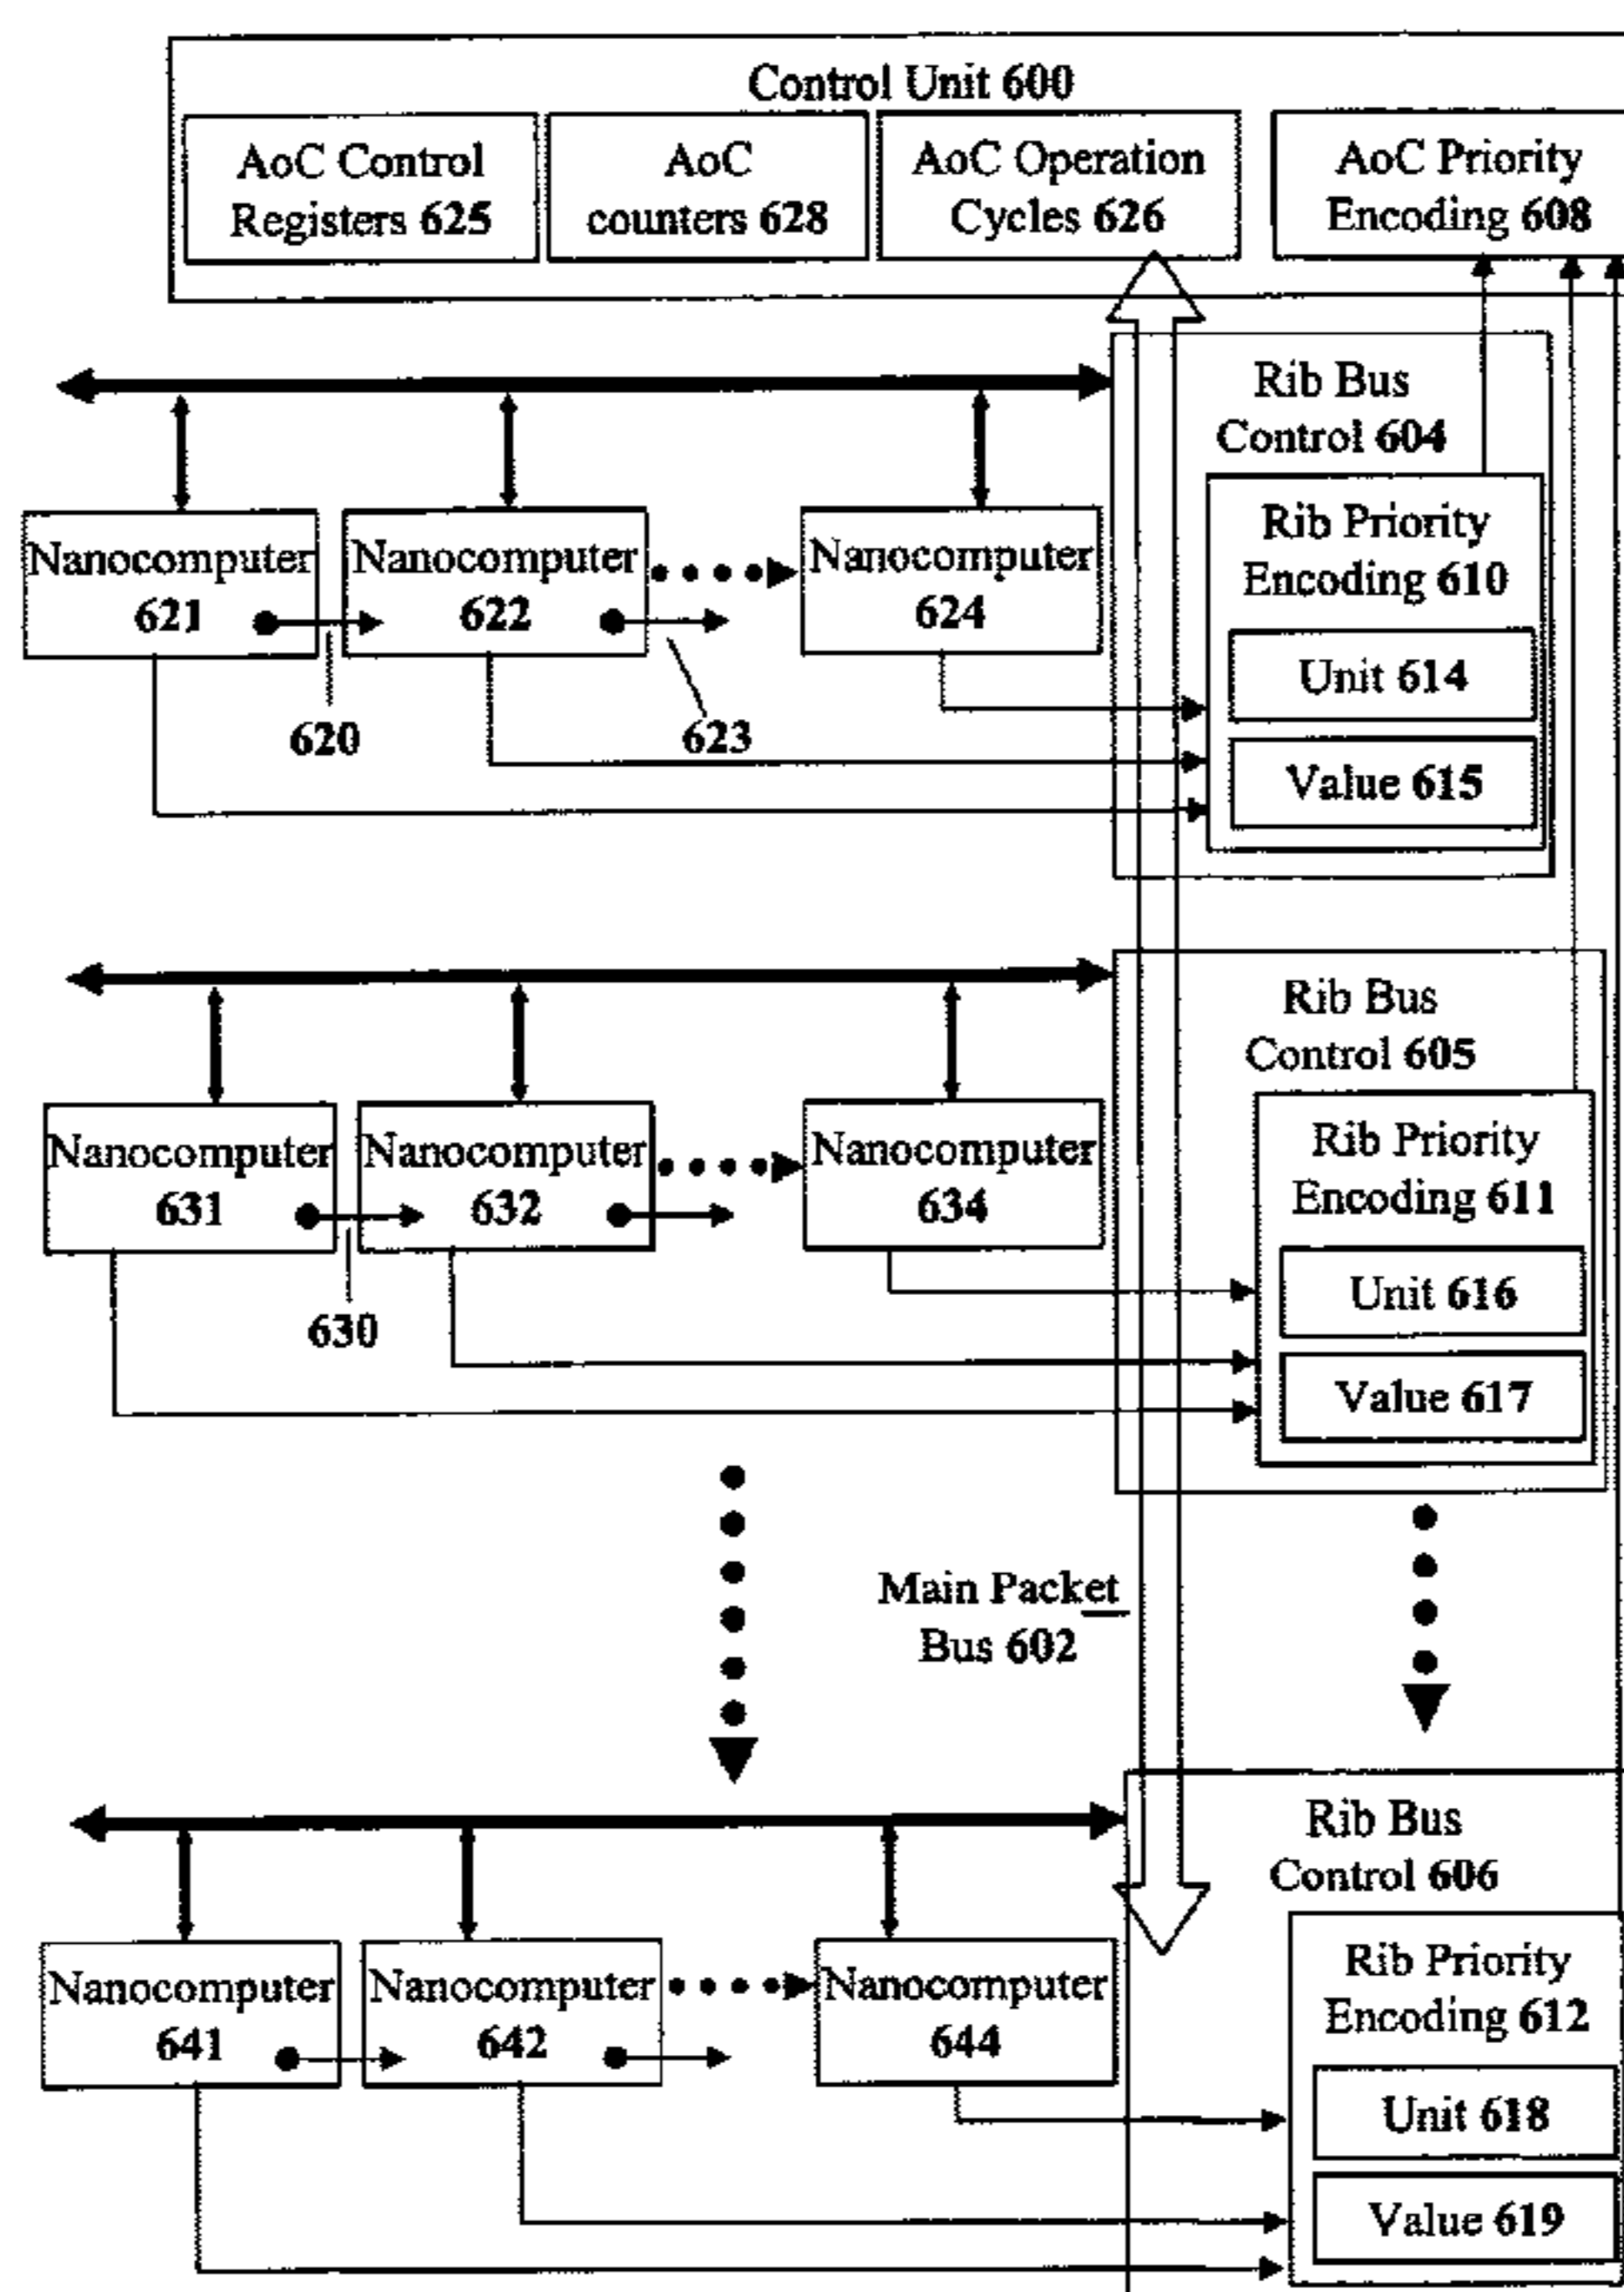 Control Unit 600
AoC Control
Registers 625
AoC
counters 628
AoC Operation
Cycles 626
AoC Priority
Encoding 608
Rib Bus
Control 604
Rib Priority
Encoding 610
Unit 614
Value 615
Nanocomputer
621
Nanocomputer
622
Nanocomputer
624
620
623
Rib Bus
Control 605
Rib Priority
Encoding 611
Unit 616
Value 617
Nanocomputer
631
Nanocomputer
632
Nanocomputer
634
630
Main Packet
Bus 602
Rib Bus
Control 606
Rib Priority
Encoding 612
Unit 618
Value 619
Nanocomputer
641
Nanocomputer
642
Nanocomputer
644